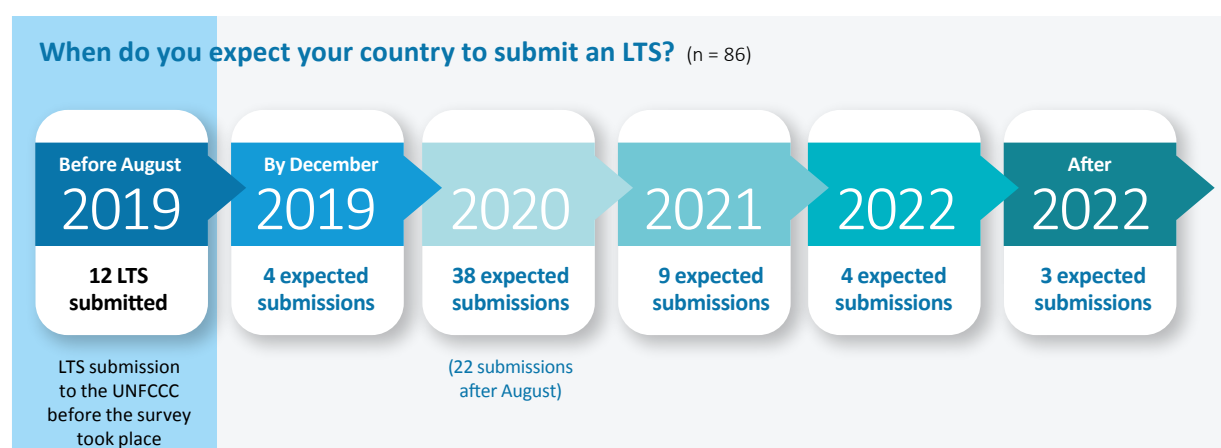 When do you expect your country to submit an LTS? (n = 86)
Before August
2019
12 LTS
submitted
LTS submission
to the UNFCCC
before the survey
took place
By December
2019
4 expected
submissions
2020
38 expected
submissions
(22 submissions
after August)
2021
9 expected
submissions
2022
4 expected
submissions
After
2022
3 expected
submissions